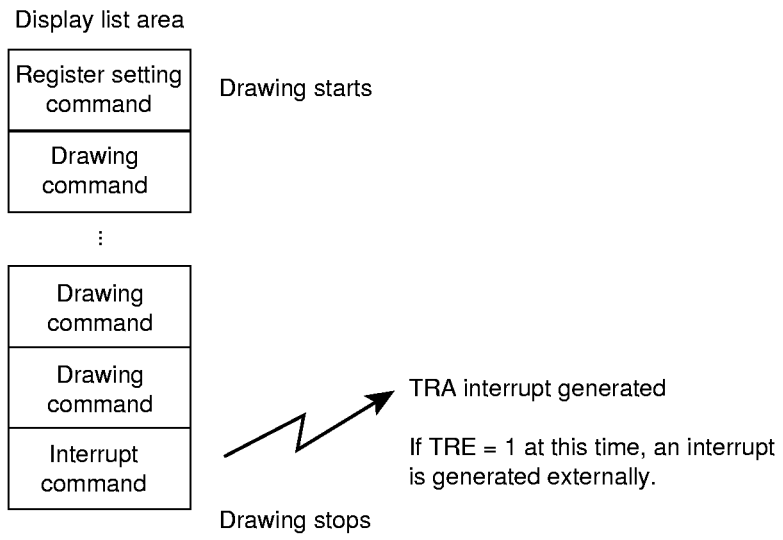 Display list area
Register setting
command
Drawing starts
Drawing
command
...
Drawing
command
Drawing
command
TRA interrupt generated
If TRE = 1 at this time, an interrupt
is generated externally.
Interrupt
command
Drawing stops